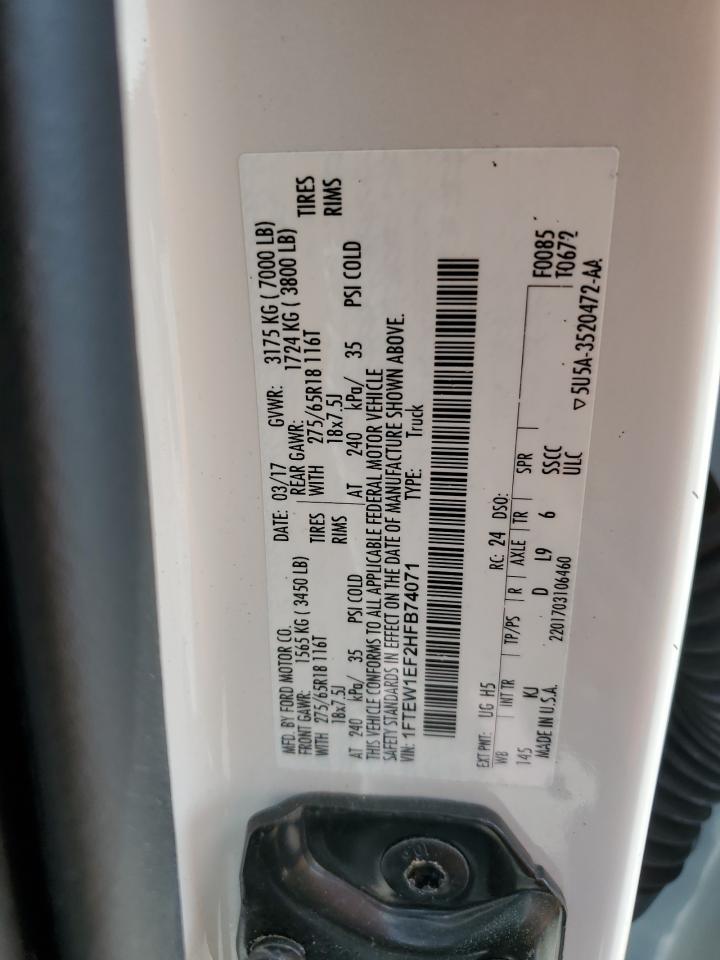 MFD. BY FORD MOTOR CO. DATE: 03/17 GVWR: 3175 KG ( 7000 LB)
FRONT GAWR: 1565 KG ( 3450 LB) REAR GAWR: 1724 KG ( 3800 LB)
WITH 275/65R18 116T TIRES WITH 275/65R18 116T TIRES
18x7.5J RIMS 18x7.5J RIMS
AT 240 kPa/ 35 PSI COLD AT 240 kPa/ 35 PSI COLD
THIS VEHICLE CONFORMS TO ALL APPLICABLE FEDERAL MOTOR VEHICLE
SAFETY STANDARDS IN EFFECT ON THE DATE OF MANUFACTURE SHOWN ABOVE.
VIN: 1FTEW1EF2HFB74071 TYPE: Truck
EXT PNT: UG H5 RC: 24 DSO: F0085
WB INT TR TP/PS R AXLE TR SPR T0672
145 KJ D L9 6 SSCC
MADE IN U.S.A. 2201703106460 ULC
▽ 5U5A-3520472-AA